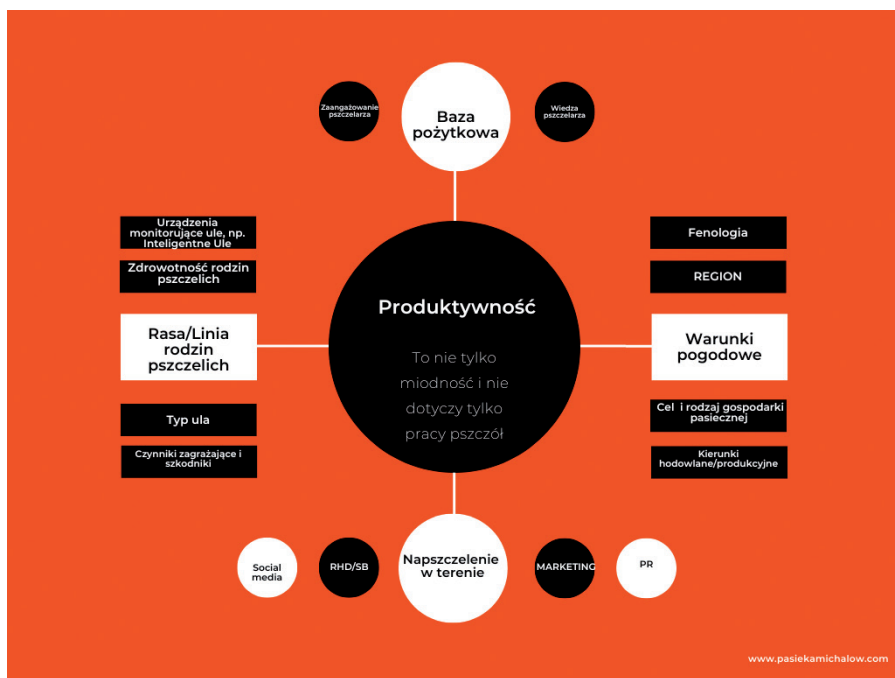 Zaangażowanie
pszczelarza
Baza
pożytkowa
Wiedza
pszczelarza
Urządzenia
monitorujące ule, np.
Inteligentne Ule
Zdrowotność rodzin
pszczelich
Rasa/Linia
rodzin
pszczelich
Typ ula
Czynniki zagrażające i
szkodniki
Produktywność
To nie tylko
miodność i nie
dotyczy tylko
pracy pszczół
Fenologia
REGION
Warunki
pogodowe
Cel i rodzaj gospodarki
pasiecznej
Kierunki
hodowlane/produkcyjne
Social
media
RHD/SB
Napszczelenie
w terenie
MARKETING
PR
www.pasiekamichalow.com